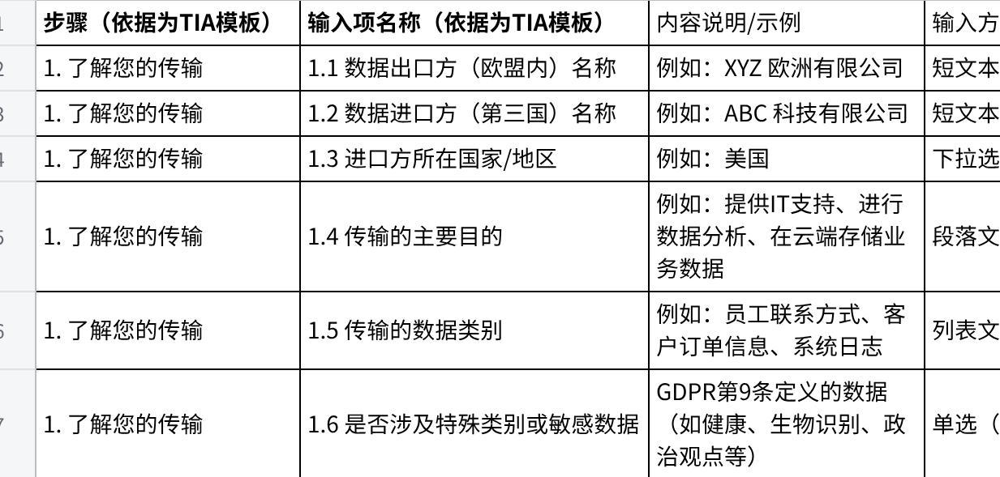 步骤（依据为TIA模板） 输入项名称（依据为TIA模板） 内容说明/示例 输入方
1. 了解您的传输 1.1 数据出口方（欧盟内）名称 例如：XYZ 欧洲有限公司 短文本
1. 了解您的传输 1.2 数据进口方（第三国）名称 例如：ABC 科技有限公司 短文本
1. 了解您的传输 1.3 进口方所在国家/地区 例如：美国 下拉选
1. 了解您的传输 1.4 传输的主要目的 例如：提供IT支持、进行
数据分析、在云端存储业
务数据
段落文
1. 了解您的传输 1.5 传输的数据类别 例如：员工联系方式、客
户订单信息、系统日志
列表文
1. 了解您的传输 1.6 是否涉及特殊类别或敏感数据 GDPR第9条定义的数据
（如健康、生物识别、政
治观点等）
单选（